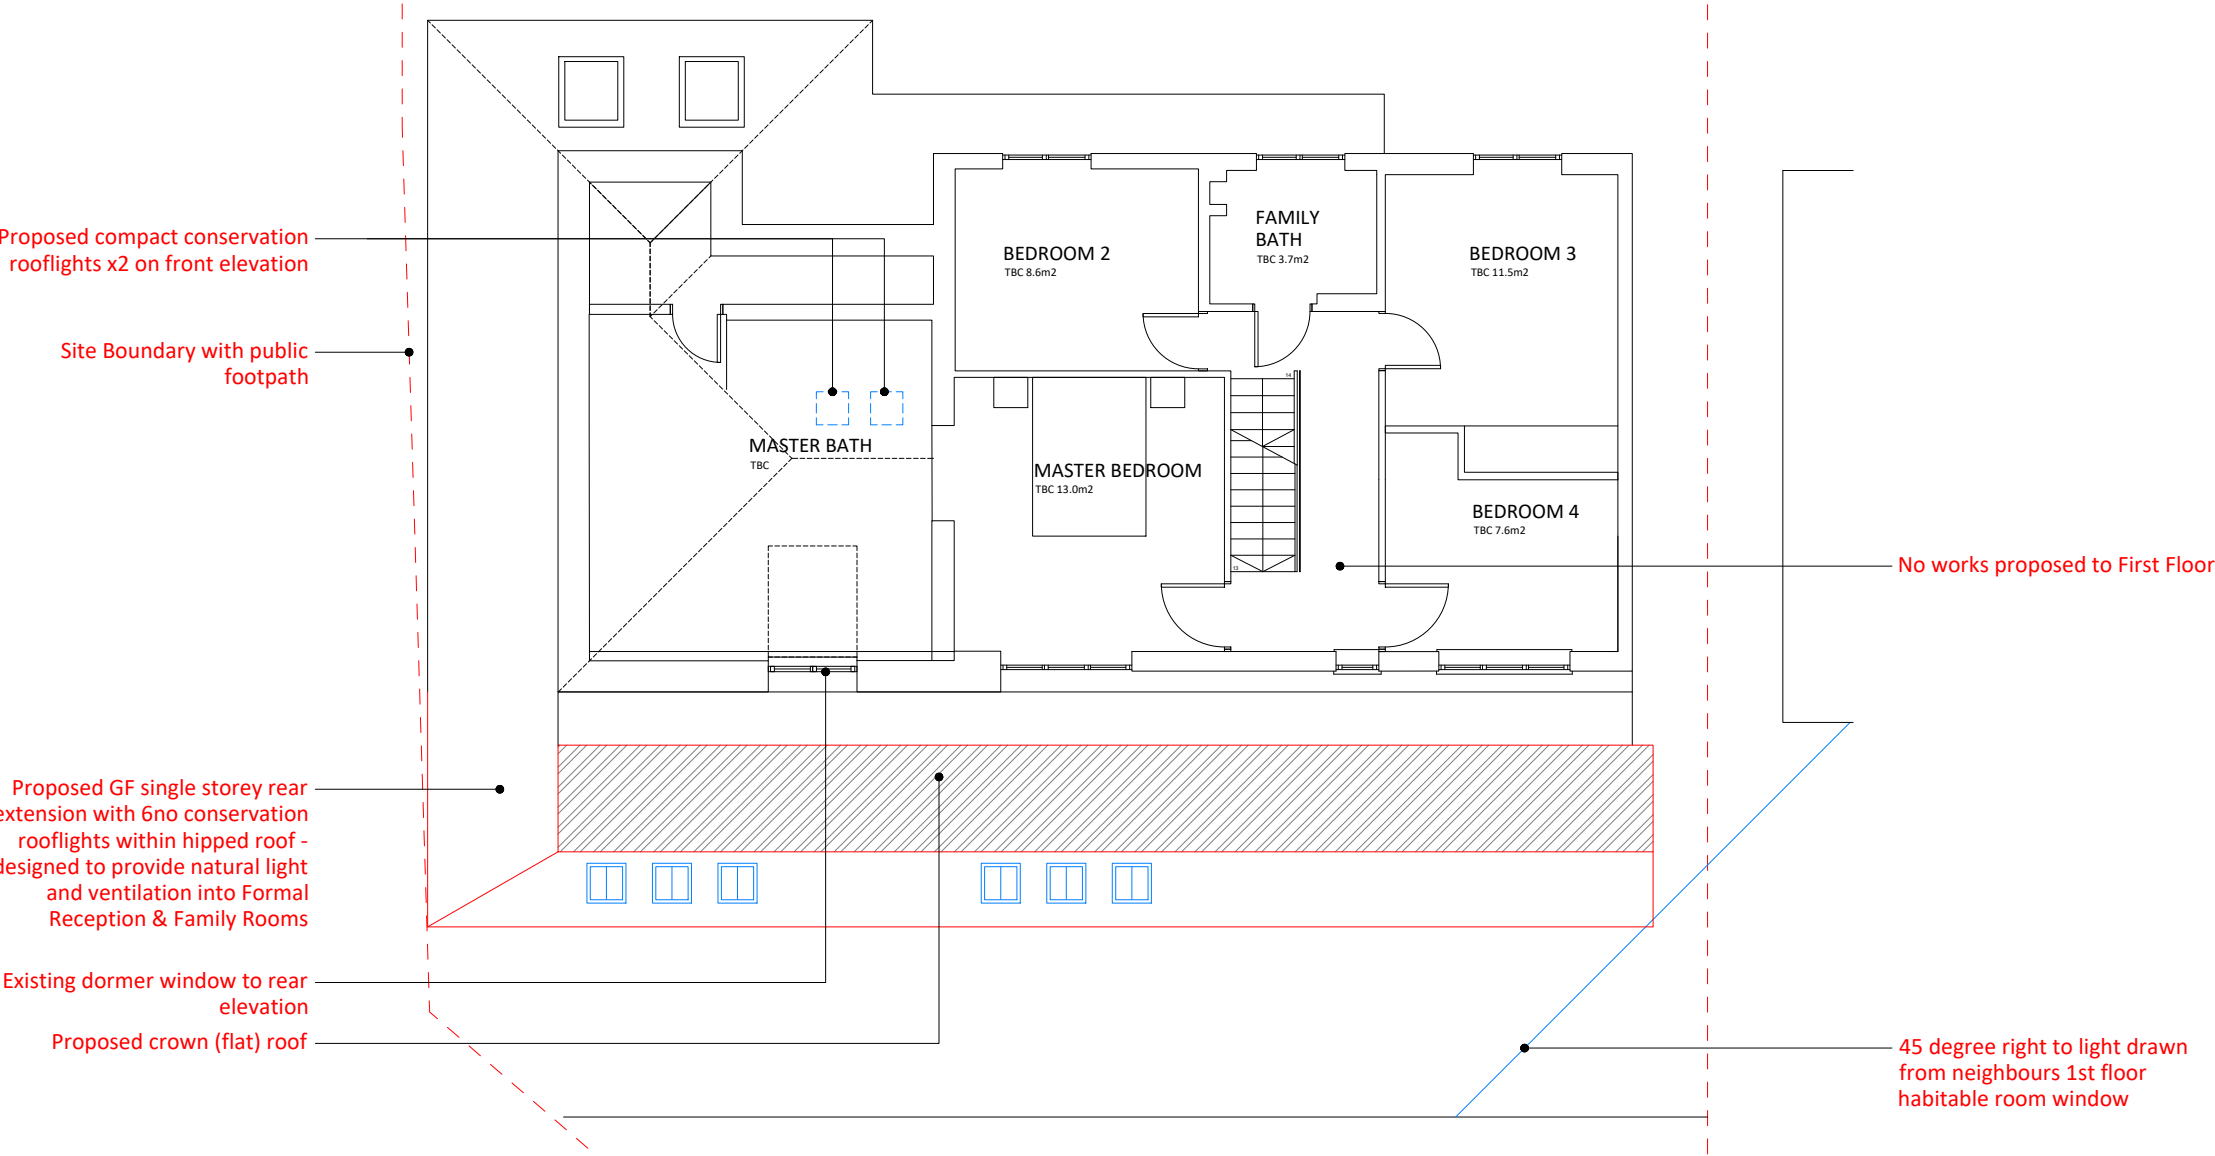 Proposed compact conservation
rooflights x2 on front elevation
Site Boundary with public
footpath
Proposed GF single storey rear
extension with 6no conservation
rooflights within hipped roof -
designed to provide natural light
and ventilation into Formal
Reception & Family Rooms
Existing dormer window to rear
elevation
Proposed crown (flat) roof
BEDROOM 2
TBC 8.6m2
FAMILY
BATH
TBC 3.7m2
BEDROOM 3
TBC 11.5m2
MASTER BATH
TBC
MASTER BEDROOM
TBC 13.0m2
14
13
BEDROOM 4
TBC 7.6m2
No works proposed to First Floor
45 degree right to light drawn
from neighbours 1st floor
habitable room window